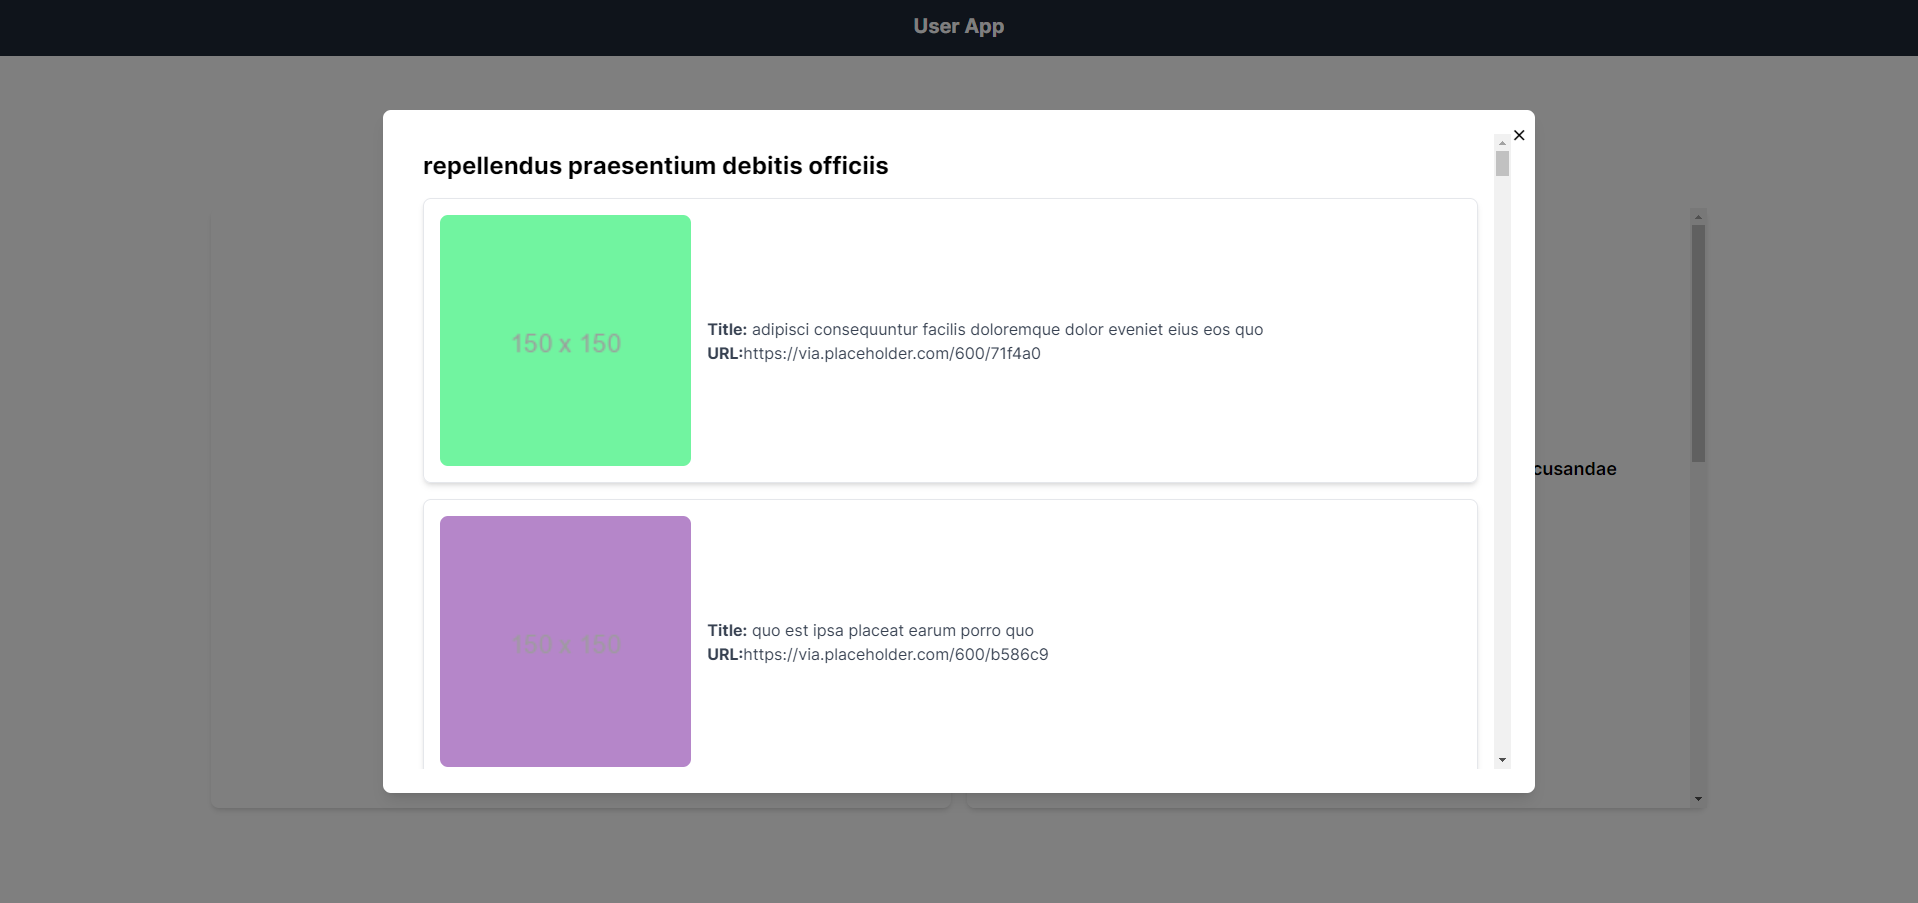 User App
repellendus praesentium debitis officiis
150 x 150
Title: adipisci consequuntur facilis doloremque dolor eveniet eius eos quo
URL:https://via.placeholder.com/600/71f4a0
cusandae
150 x 150
Title: quo est ipsa placeat earum porro quo
URL:https://via.placeholder.com/600/b586c9